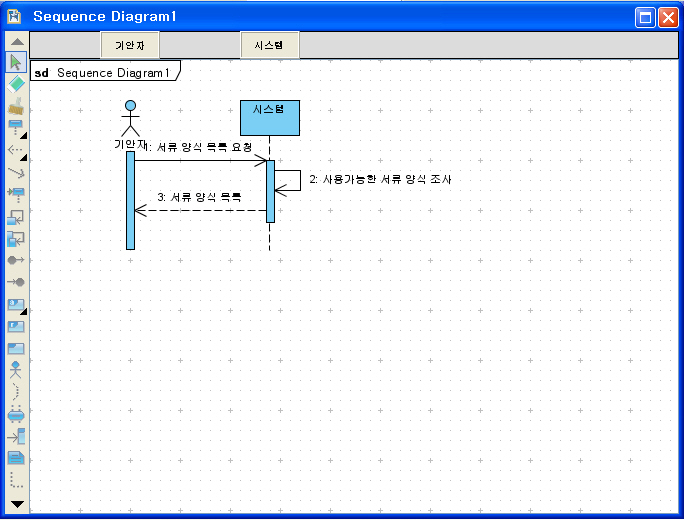 Sequence Diagram1
기안자
시스템
sd Sequence Diagram1
시스템
기안자
1: 서류 양식 목록 요청
2: 사용가능한 서류 양식 조사
3: 서류 양식 목록